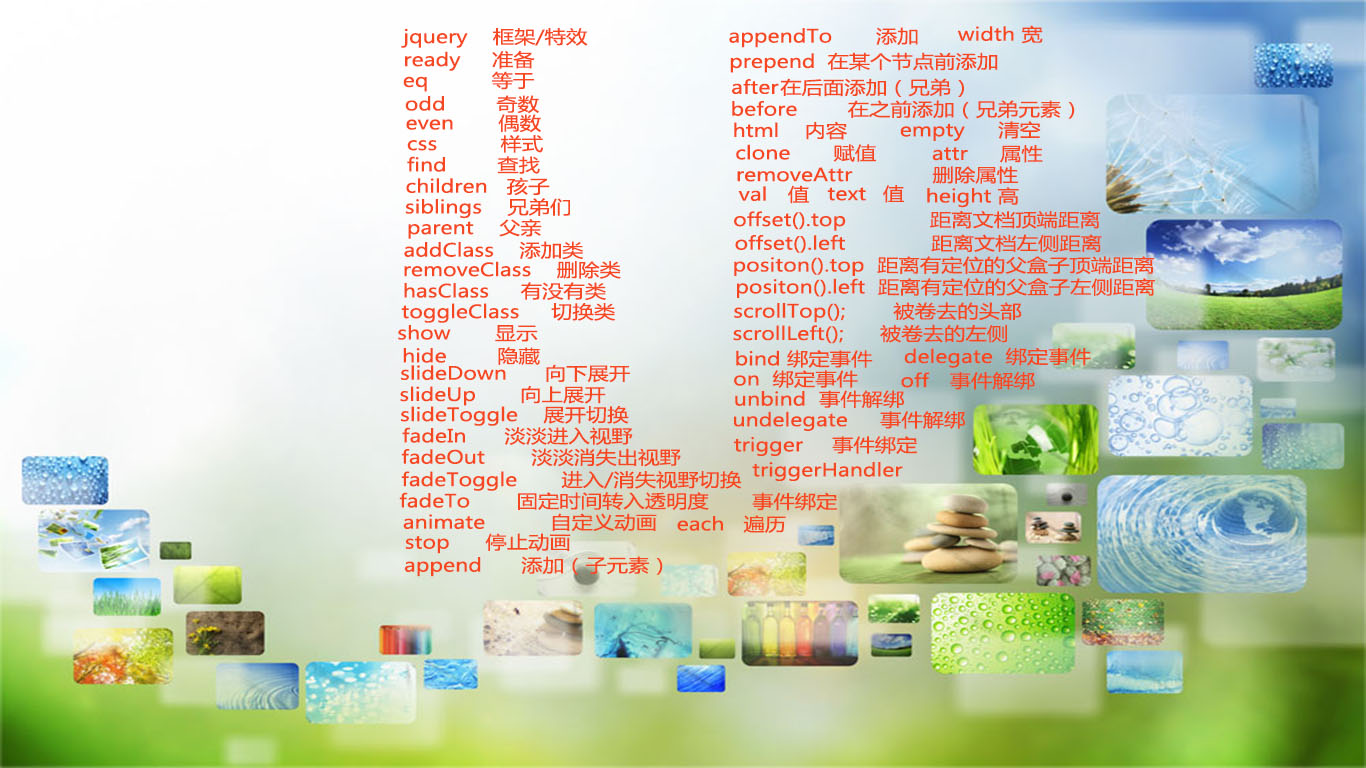 jquery 框架/特效
ready 准备
eq 等于
odd 奇数
even 偶数
css 样式
find 查找
children 孩子
siblings 兄弟们
parent 父亲
addClass 添加类
removeClass 删除类
hasClass 有没有类
toggleClass 切换类
show 显示
hide 隐藏
slideDown 向下展开
slideUp 向上展开
slideToggle 展开切换
fadeIn 淡淡进入视野
fadeOut 淡淡消失出视野
fadeToggle 进入/消失视野切换
fadeTo 固定时间转入透明度
animate 自定义动画 each 遍历
stop 停止动画
append 添加（子元素）
appendTo 添加 width 宽
prepend 在某个节点前添加
after在后面添加（兄弟）
before 在之前添加（兄弟元素）
html 内容 empty 清空
clone 赋值 attr 属性
removeAttr 删除属性
val 值 text 值 height 高
offset().top 距离文档顶端距离
offset().left 距离文档左侧距离
positon().top 距离有定位的父盒子顶端距离
positon().left 距离有定位的父盒子左侧距离
scrollTop(); 被卷去的头部
scrollLeft(); 被卷去的左侧
bind 绑定事件 delegate 绑定事件
on 绑定事件 off 事件解绑
unbind 事件解绑
undelegate 事件解绑
trigger 事件绑定
triggerHandler
事件绑定